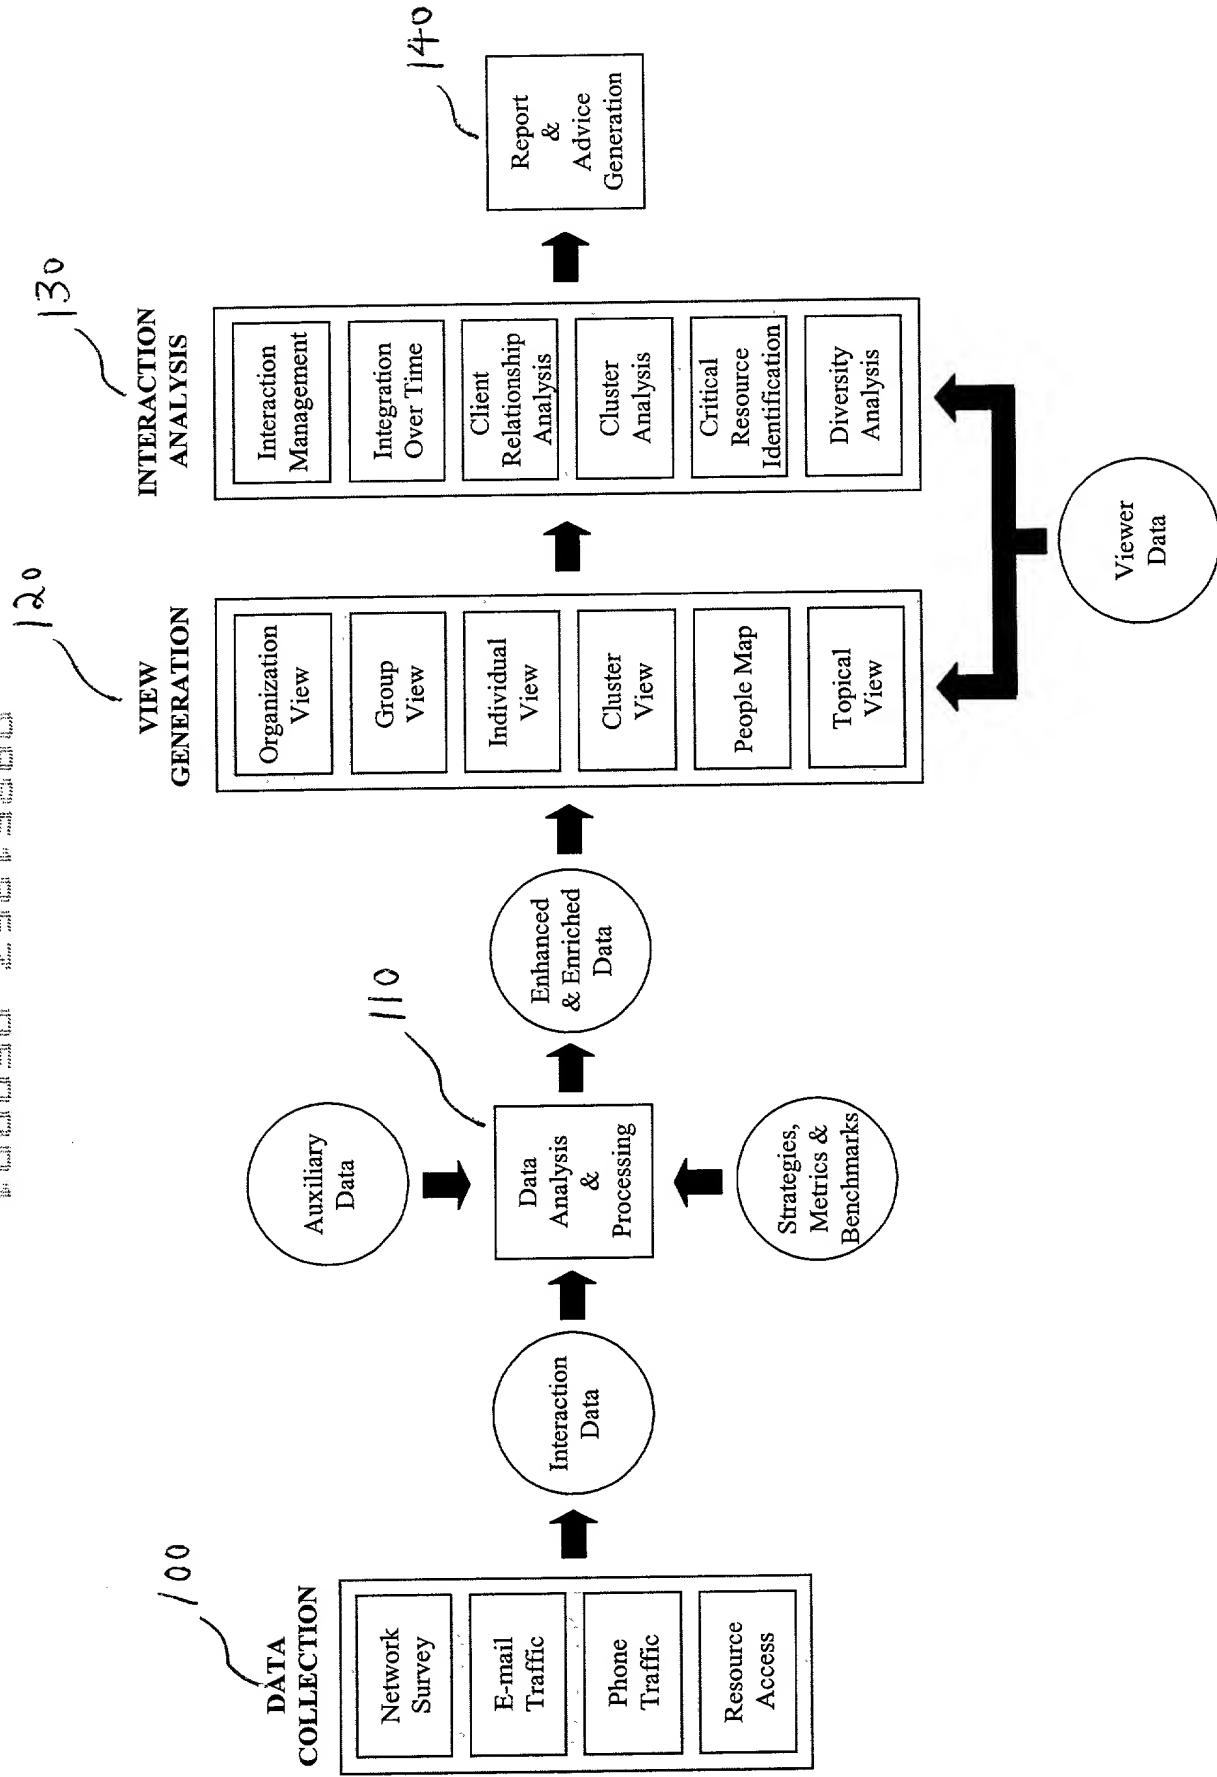 100
DATA
COLLECTION
Network
Survey
E-mail
Traffic
Phone
Traffic
Resource
Access
Interaction
Data
Auxiliary
Data
110
Data
Analysis
&
Processing
Strategies,
Metrics &
Benchmarks
Enhanced
& Enriched
Data
120
VIEW
GENERATION
Organization
View
Group
View
Individual
View
Cluster
View
People Map
Topical
View
130
INTERACTION
ANALYSIS
Interaction
Management
Integration
Over Time
Client
Relationship
Analysis
Cluster
Analysis
Critical
Resource
Identification
Diversity
Analysis
Viewer
Data
140
Report
&
Advice
Generation